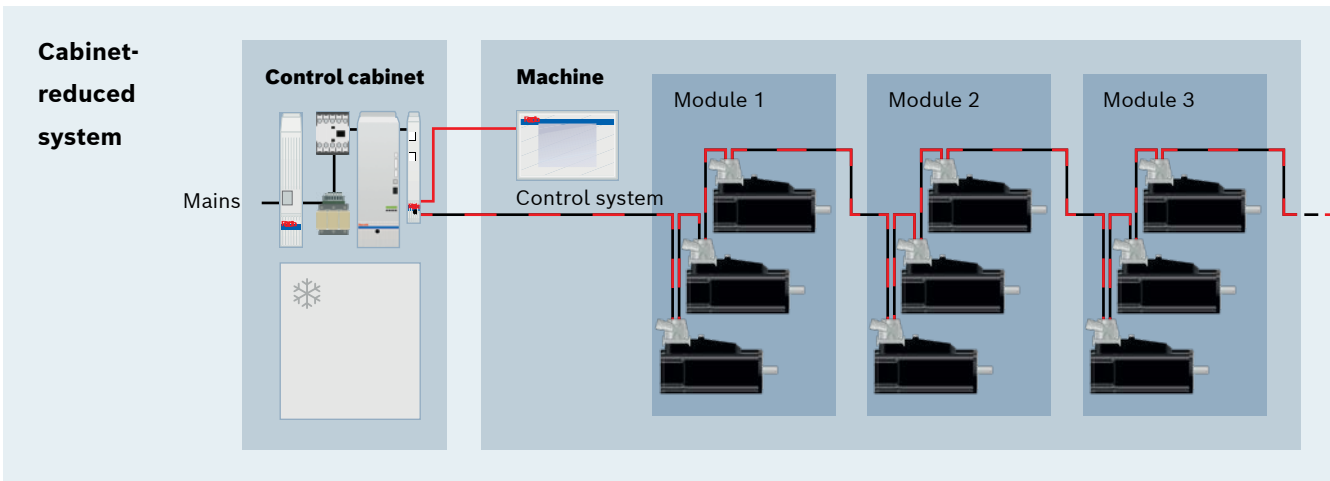 Cabinet-
reduced
system
Control cabinet
Mains
Machine
Control system
Module 1
Module 2
Module 3